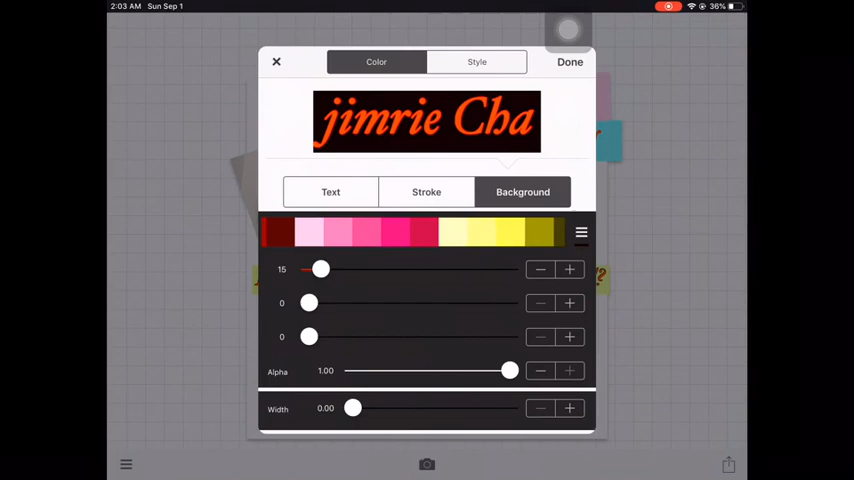 2:03 AM Sun Sep 1 36%
Color Style Done
jimrie Cha
Text Stroke Background
15
0
0
Alpha 1.00
Width 0.00